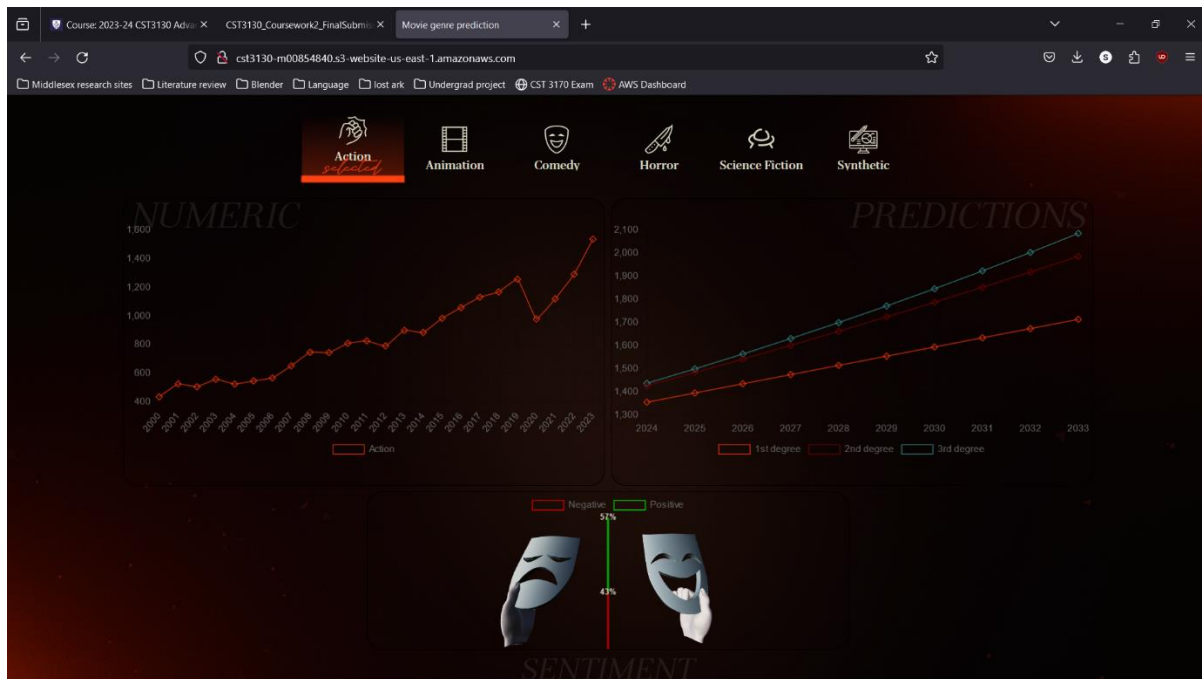 Course: 2023-24 CST3130 Adva
CST3130_Coursework2_FinalSubmis
Movie genre prediction
cst3130-m00854840.s3-website-us-east-1.amazonaws.com
Middlesex research sites
Literature review
Blender
Language
lost ark
Undergrad project
CST 3170 Exam
AWS Dashboard
Action
selected
Animation
Comedy
Horror
Science Fiction
Synthetic
NUMERIC
1,600
1,400
1,200
1,000
800
600
400
2000 2001 2002 2003 2004 2005 2006 2007 2008 2009 2010 2011 2012 2013 2014 2015 2016 2017 2018 2019 2020 2021 2022 2023
Action
PREDICTIONS
2,100
2,000
1,900
1,800
1,700
1,600
1,500
1,400
1,300
2024 2025 2026 2027 2028 2029 2030 2031 2032 2033
1st degree 2nd degree 3rd degree
Negative Positive
57%
43%
SENTIMENT